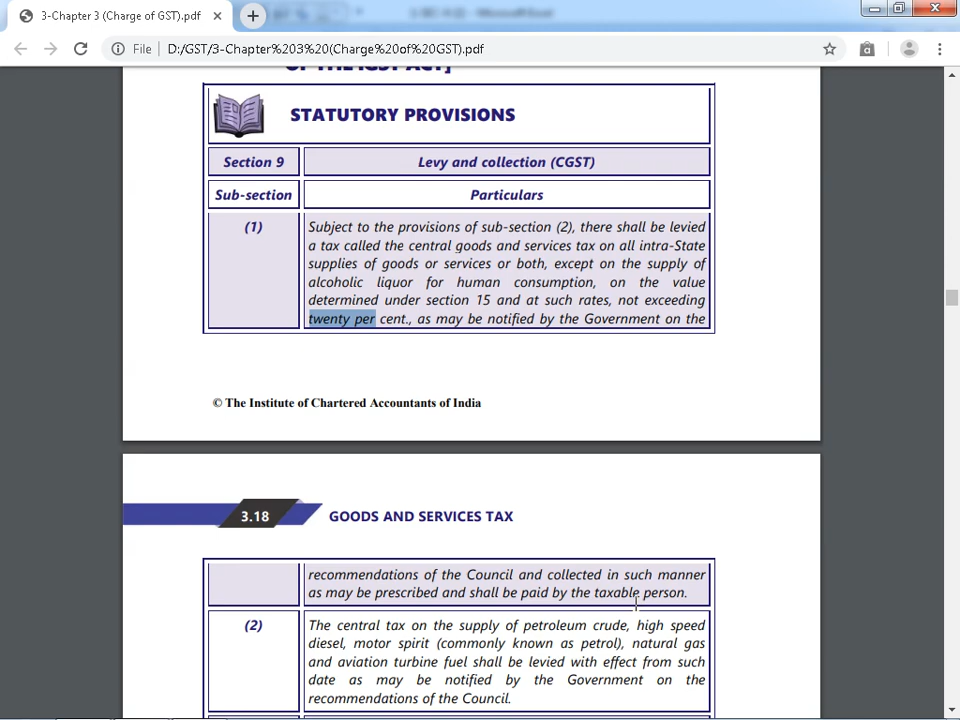 3-Chapter 3 (Charge of GST).pdf
File | D:/GST/3-Chapter%203%20(Charge%20of%20GST).pdf
OF THE IGST ACT]
STATUTORY PROVISIONS
Section 9 Levy and collection (CGST)
Sub-section Particulars
(1) Subject to the provisions of sub-section (2), there shall be levied
a tax called the central goods and services tax on all intra-State
supplies of goods or services or both, except on the supply of
alcoholic liquor for human consumption, on the value
determined under section 15 and at such rates, not exceeding
twenty per cent., as may be notified by the Government on the
© The Institute of Chartered Accountants of India
3.18 GOODS AND SERVICES TAX
recommendations of the Council and collected in such manner
as may be prescribed and shall be paid by the taxable person.
(2) The central tax on the supply of petroleum crude, high speed
diesel, motor spirit (commonly known as petrol), natural gas
and aviation turbine fuel shall be levied with effect from such
date as may be notified by the Government on the
recommendations of the Council.